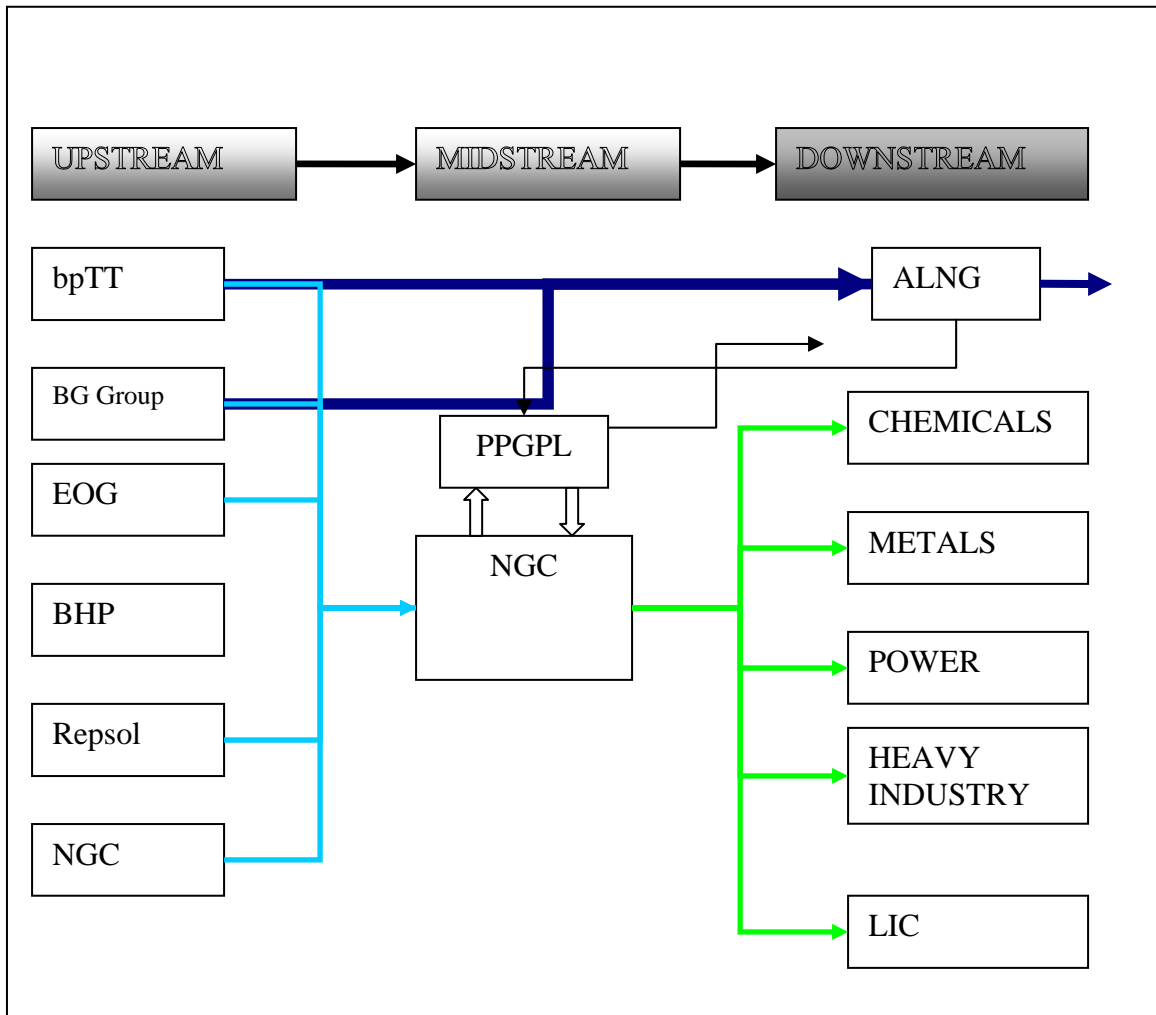 UPSTREAM
MIDSTREAM
DOWNSTREAM
bpTT
ALNG
BG Group
CHEMICALS
PPGPL
EOG
METALS
NGC
BHP
POWER
Repsol
HEAVY
INDUSTRY
NGC
LIC